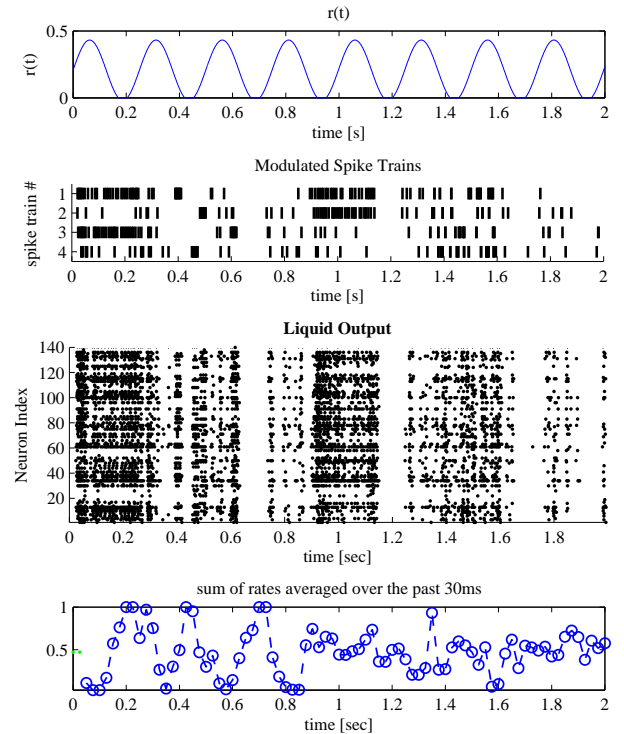 r(t)
0.5
r(t)
0
0 0.2 0.4 0.6 0.8 1 1.2 1.4 1.6 1.8 2
time [s]
Modulated Spike Trains
spike train #
1
2
3
4
0 0.2 0.4 0.6 0.8 1 1.2 1.4 1.6 1.8 2
time [s]
Liquid Output
Neuron Index
140
120
100
80
60
40
20
0 0.2 0.4 0.6 0.8 1 1.2 1.4 1.6 1.8 2
time [sec]
sum of rates averaged over the past 30ms
1
0.5
0 0.2 0.4 0.6 0.8 1 1.2 1.4 1.6 1.8 2
time [sec]